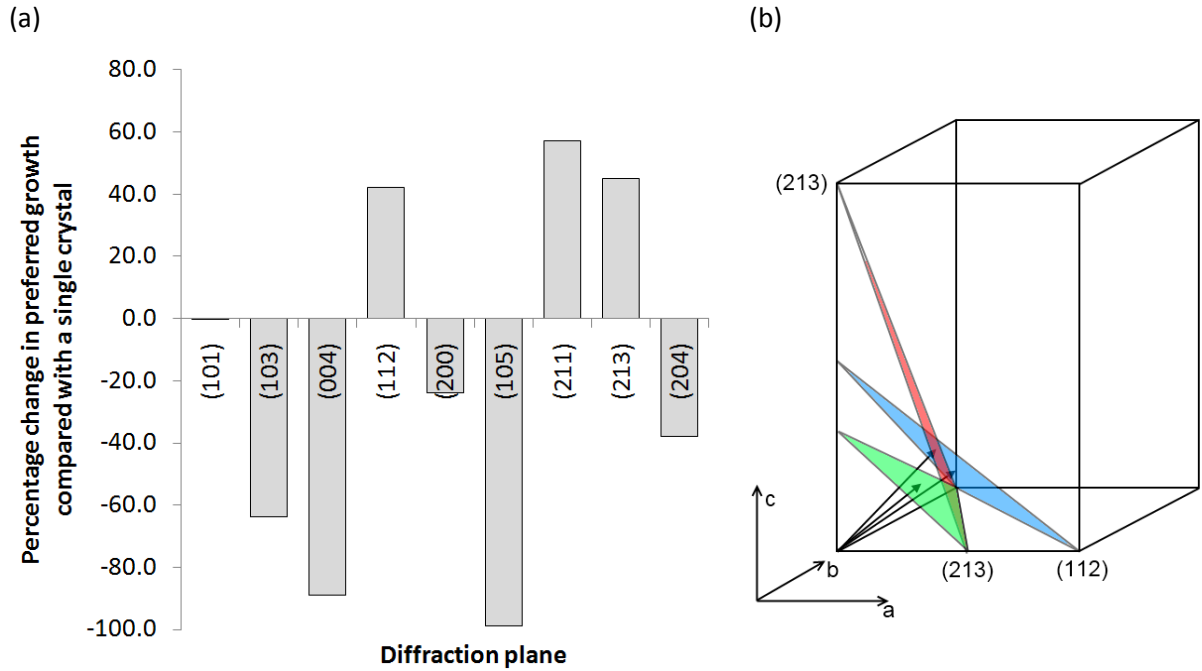 (a)
(b)
Percentage change in preferred growth
compared with a single crystal
80.0
60.0
40.0
20.0
0.0
-20.0
-40.0
-60.0
-80.0
-100.0
(101)
(103)
(004)
(112)
(200)
(105)
(211)
(213)
(204)
Diffraction plane
(213)
c
b
a
(213)
(112)